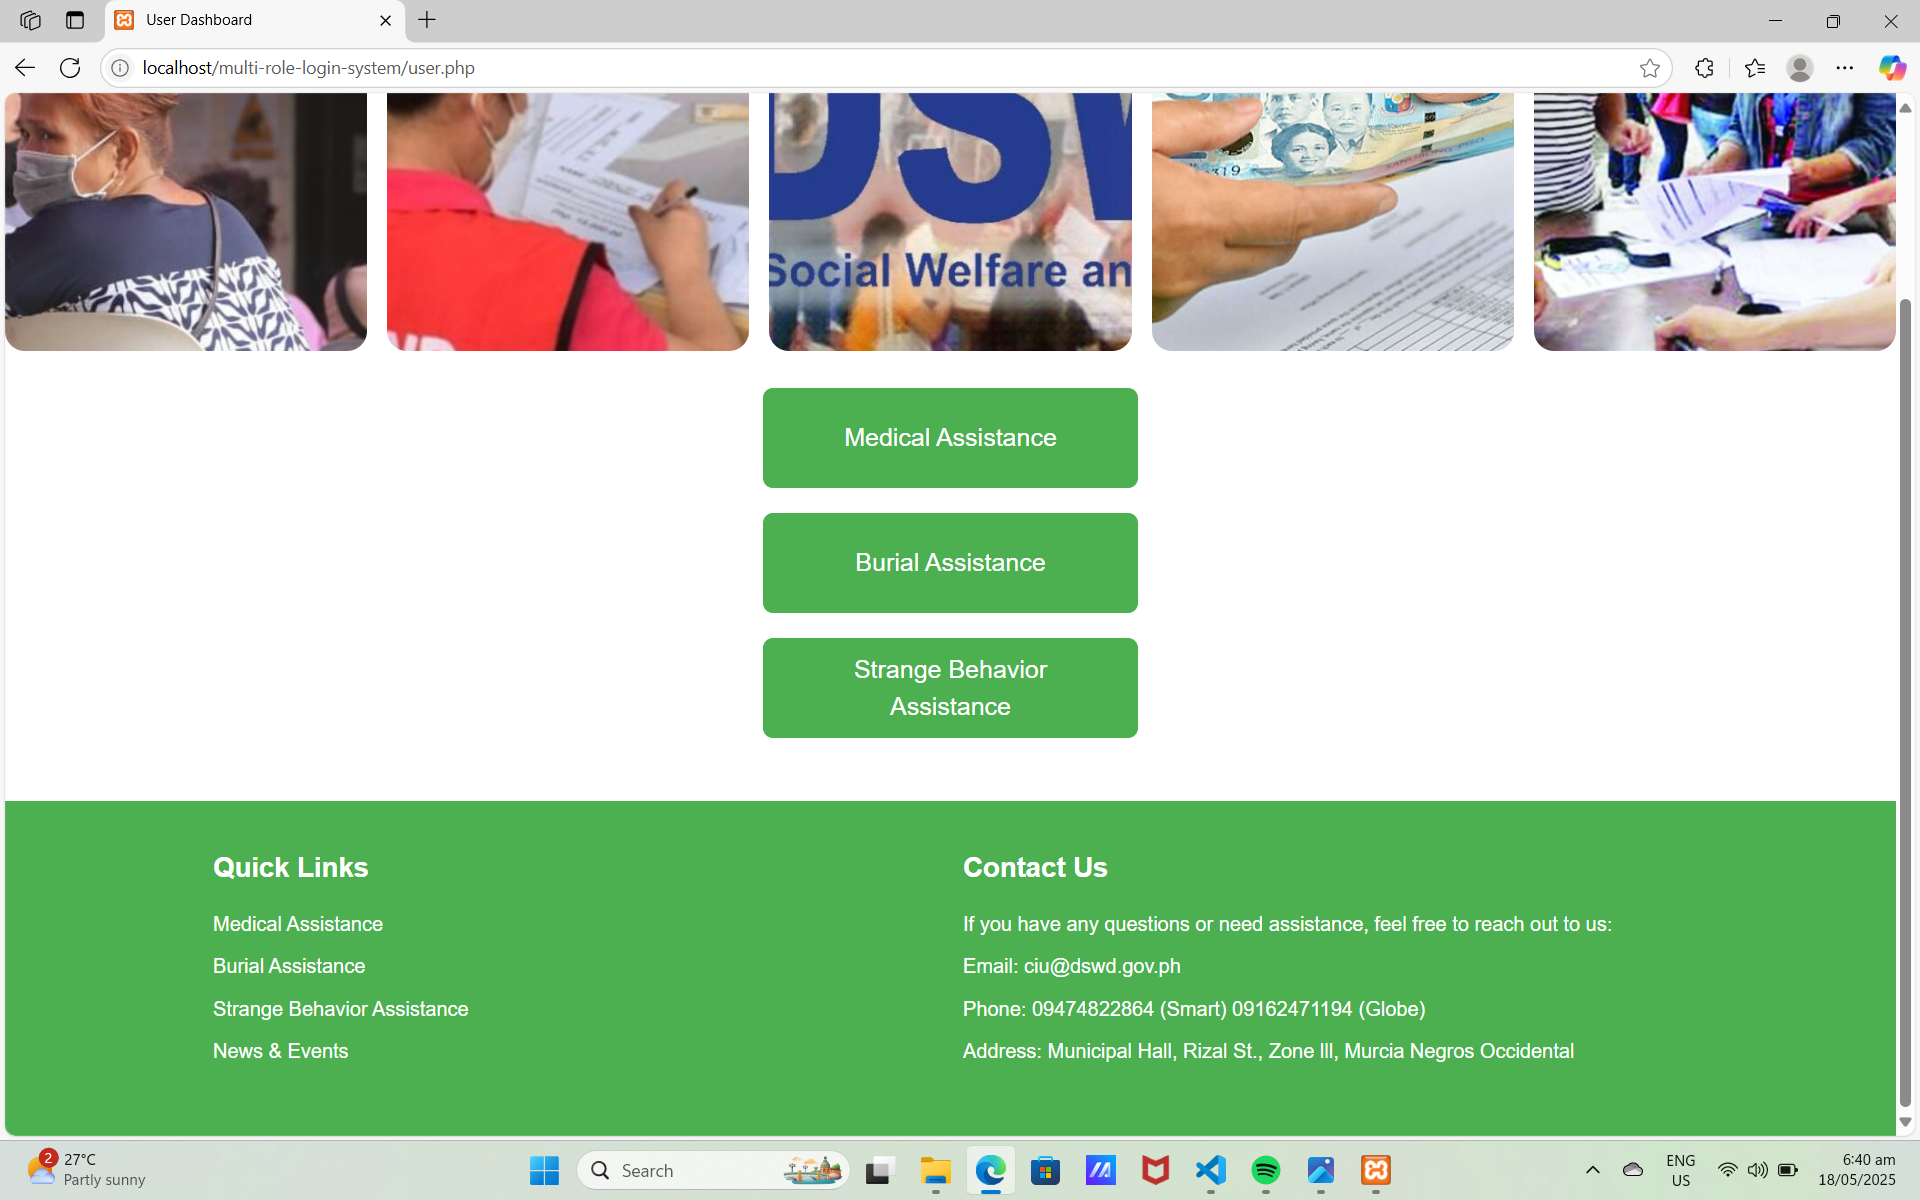 User Dashboard
localhost/multi-role-login-system/user.php
DSW
Social Welfare an
319
Medical Assistance
Burial Assistance
Strange Behavior
Assistance
Quick Links
Medical Assistance
Burial Assistance
Strange Behavior Assistance
News & Events
Contact Us
If you have any questions or need assistance, feel free to reach out to us:
Email: ciu@dswd.gov.ph
Phone: 09474822864 (Smart) 09162471194 (Globe)
Address: Municipal Hall, Rizal St., Zone lll, Murcia Negros Occidental
2
27°C
Partly sunny
Search
ENG
US
6:40 am
18/05/2025